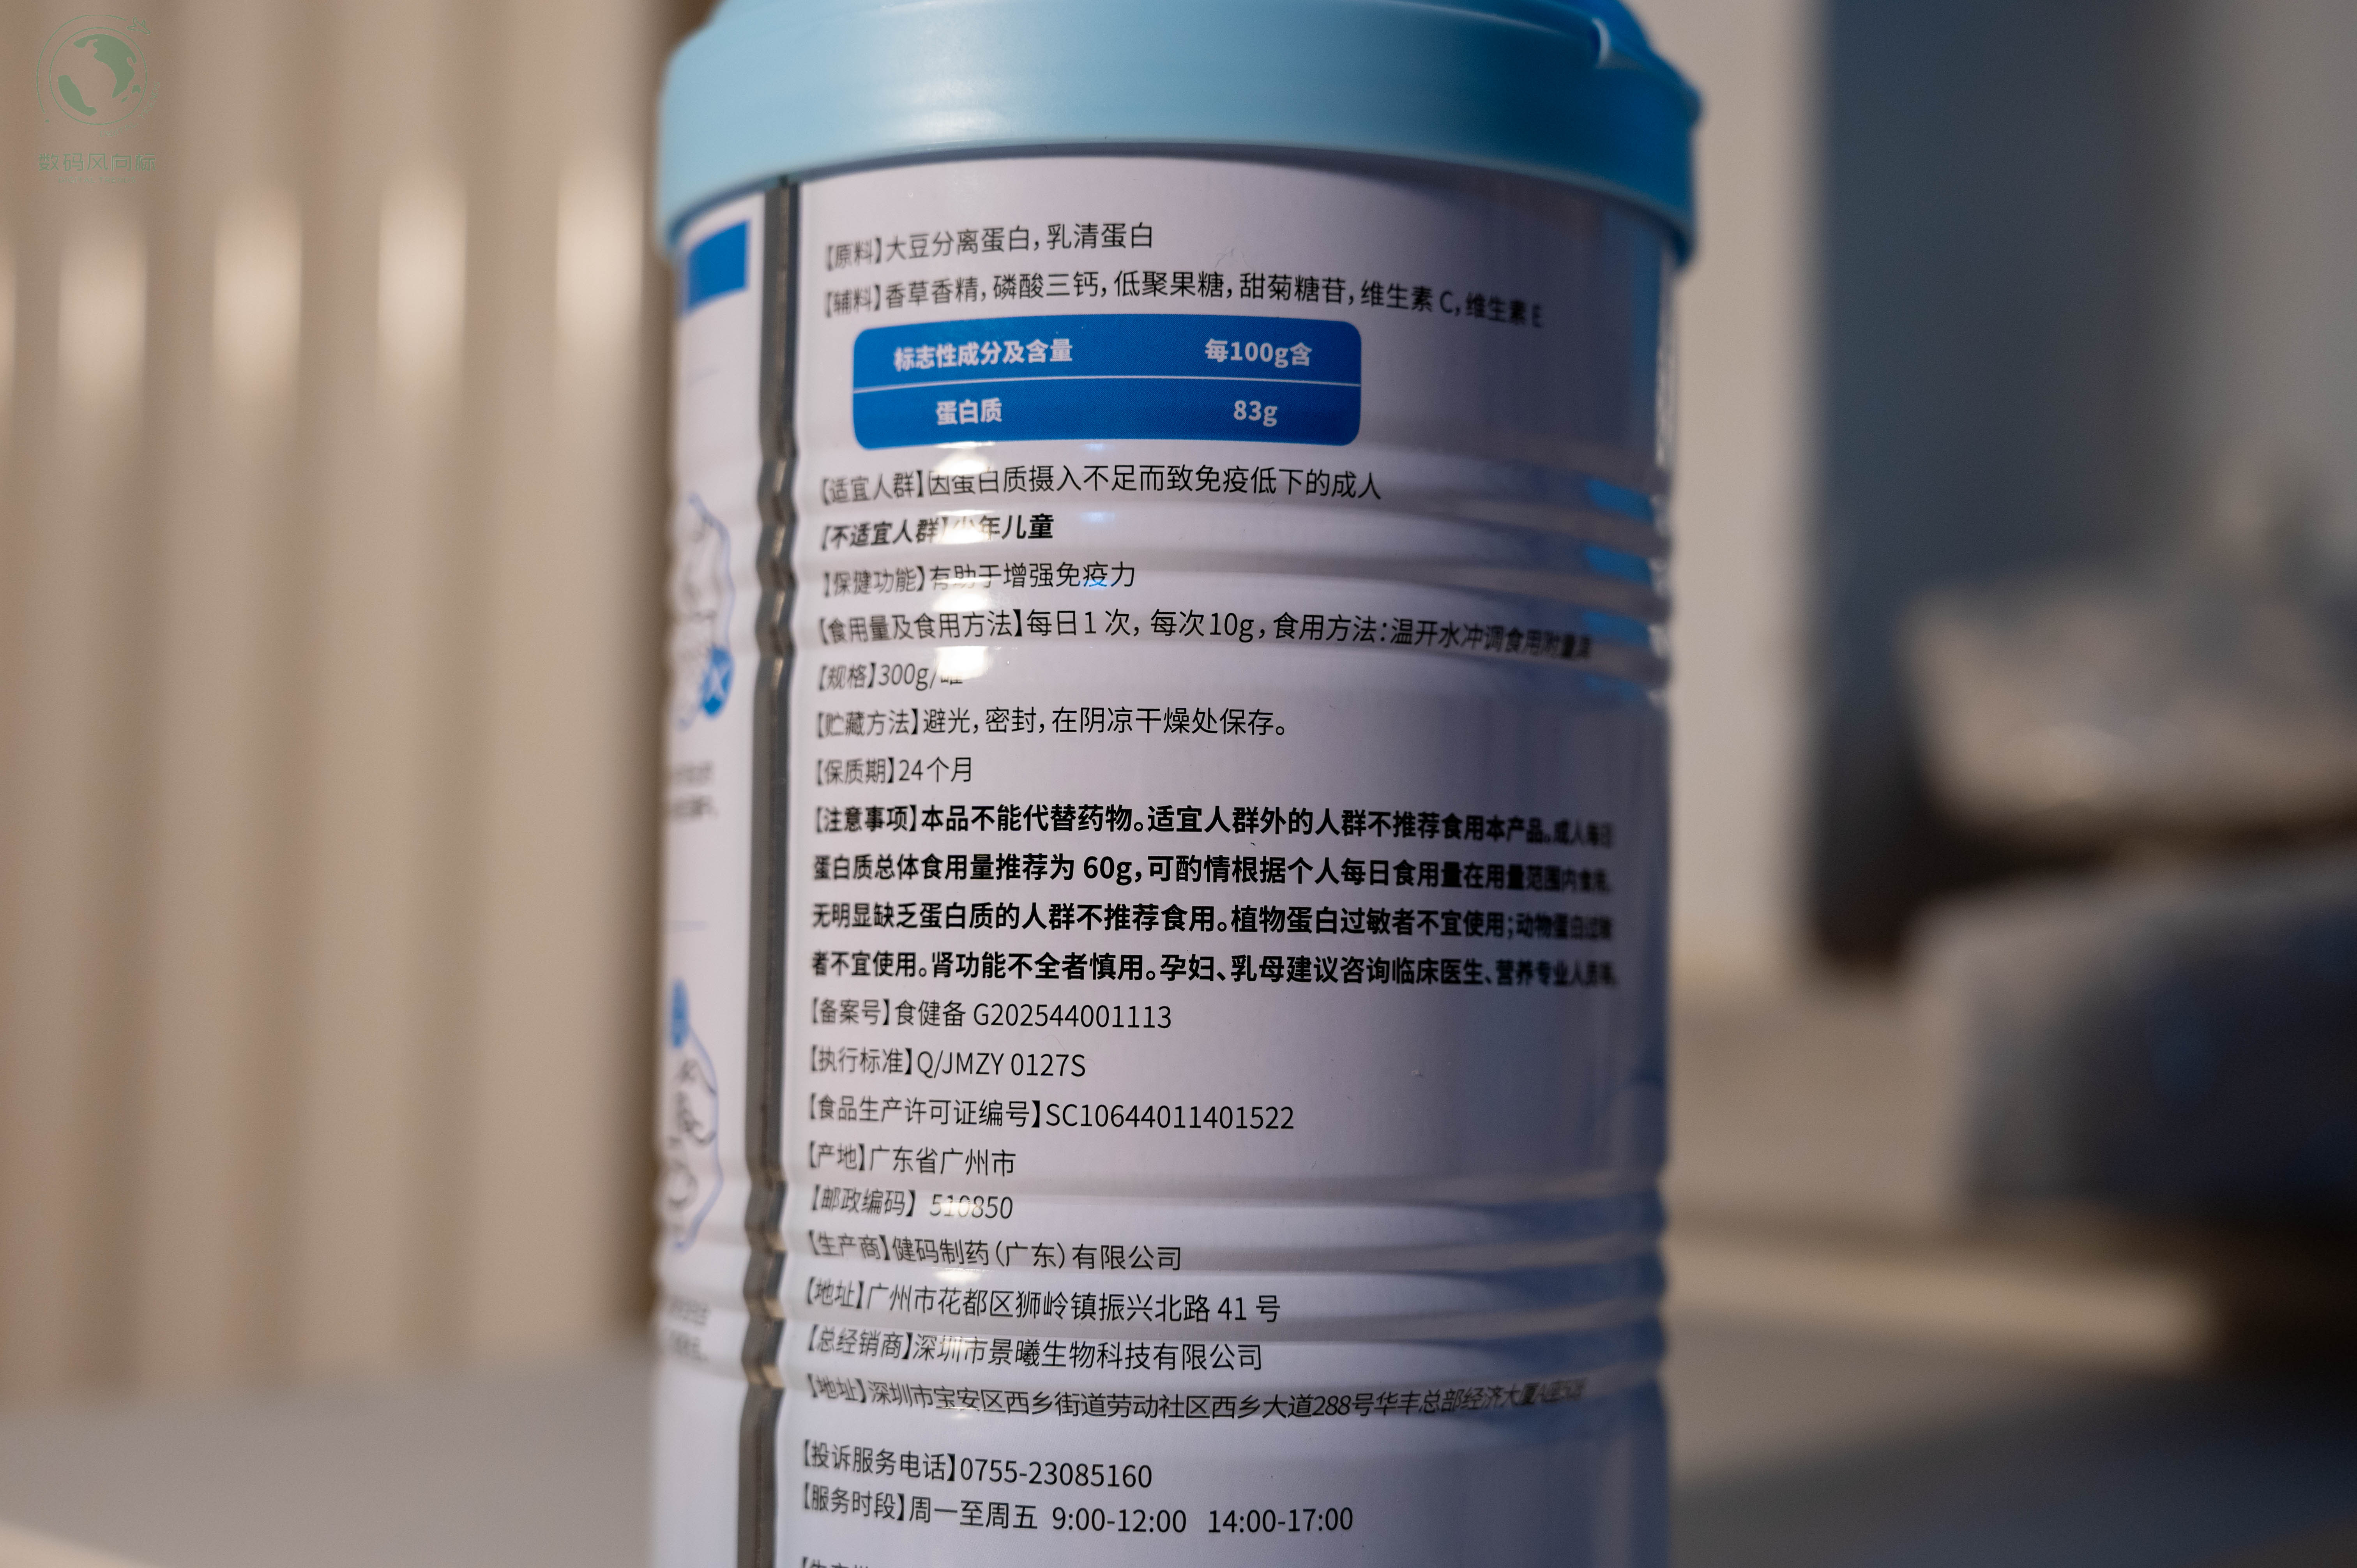 数码风向标
【原料】大豆分离蛋白,乳清蛋白
【辅料】香草香精,磷酸三钙,低聚果糖,甜菊糖苷,维生素 C,维生素 E
标志性成分及含量 每100g含
蛋白质 83g
【适宜人群】因蛋白质摄入不足而致免疫低下的成人
【不适宜人群】少年儿童
【保健功能】有助于增强免疫力
【食用量及食用方法】每日1 次, 每次10g, 食用方法:温开水冲调食用附量具
【规格】300g/罐
【贮藏方法】避光, 密封, 在阴凉干燥处保存。
【保质期】24个月
【注意事项】本品不能代替药物。适宜人群外的人群不推荐食用本产品。成人每日
蛋白质总体食用量推荐为 60g, 可酌情根据个人每日食用量在用量范围内食用。
无明显缺乏蛋白质的人群不推荐食用。植物蛋白过敏者不宜使用;动物蛋白过敏
者不宜使用。肾功能不全者慎用。孕妇、乳母建议咨询临床医生、营养专业人员等。
【备案号】食健备 G202544001113
【执行标准】Q/JMZY 0127S
【食品生产许可证编号】SC10644011401522
【产地】广东省广州市
【邮政编码】 510850
【生产商】健码制药(广东)有限公司
【地址】广州市花都区狮岭镇振兴北路 41 号
【总经销商】深圳市景曦生物科技有限公司
【地址】深圳市宝安区西乡街道劳动社区西乡大道288号华丰总部经济大厦
【投诉服务电话】0755-23085160
【服务时段】周一至周五 9:00-12:00 14:00-17:00